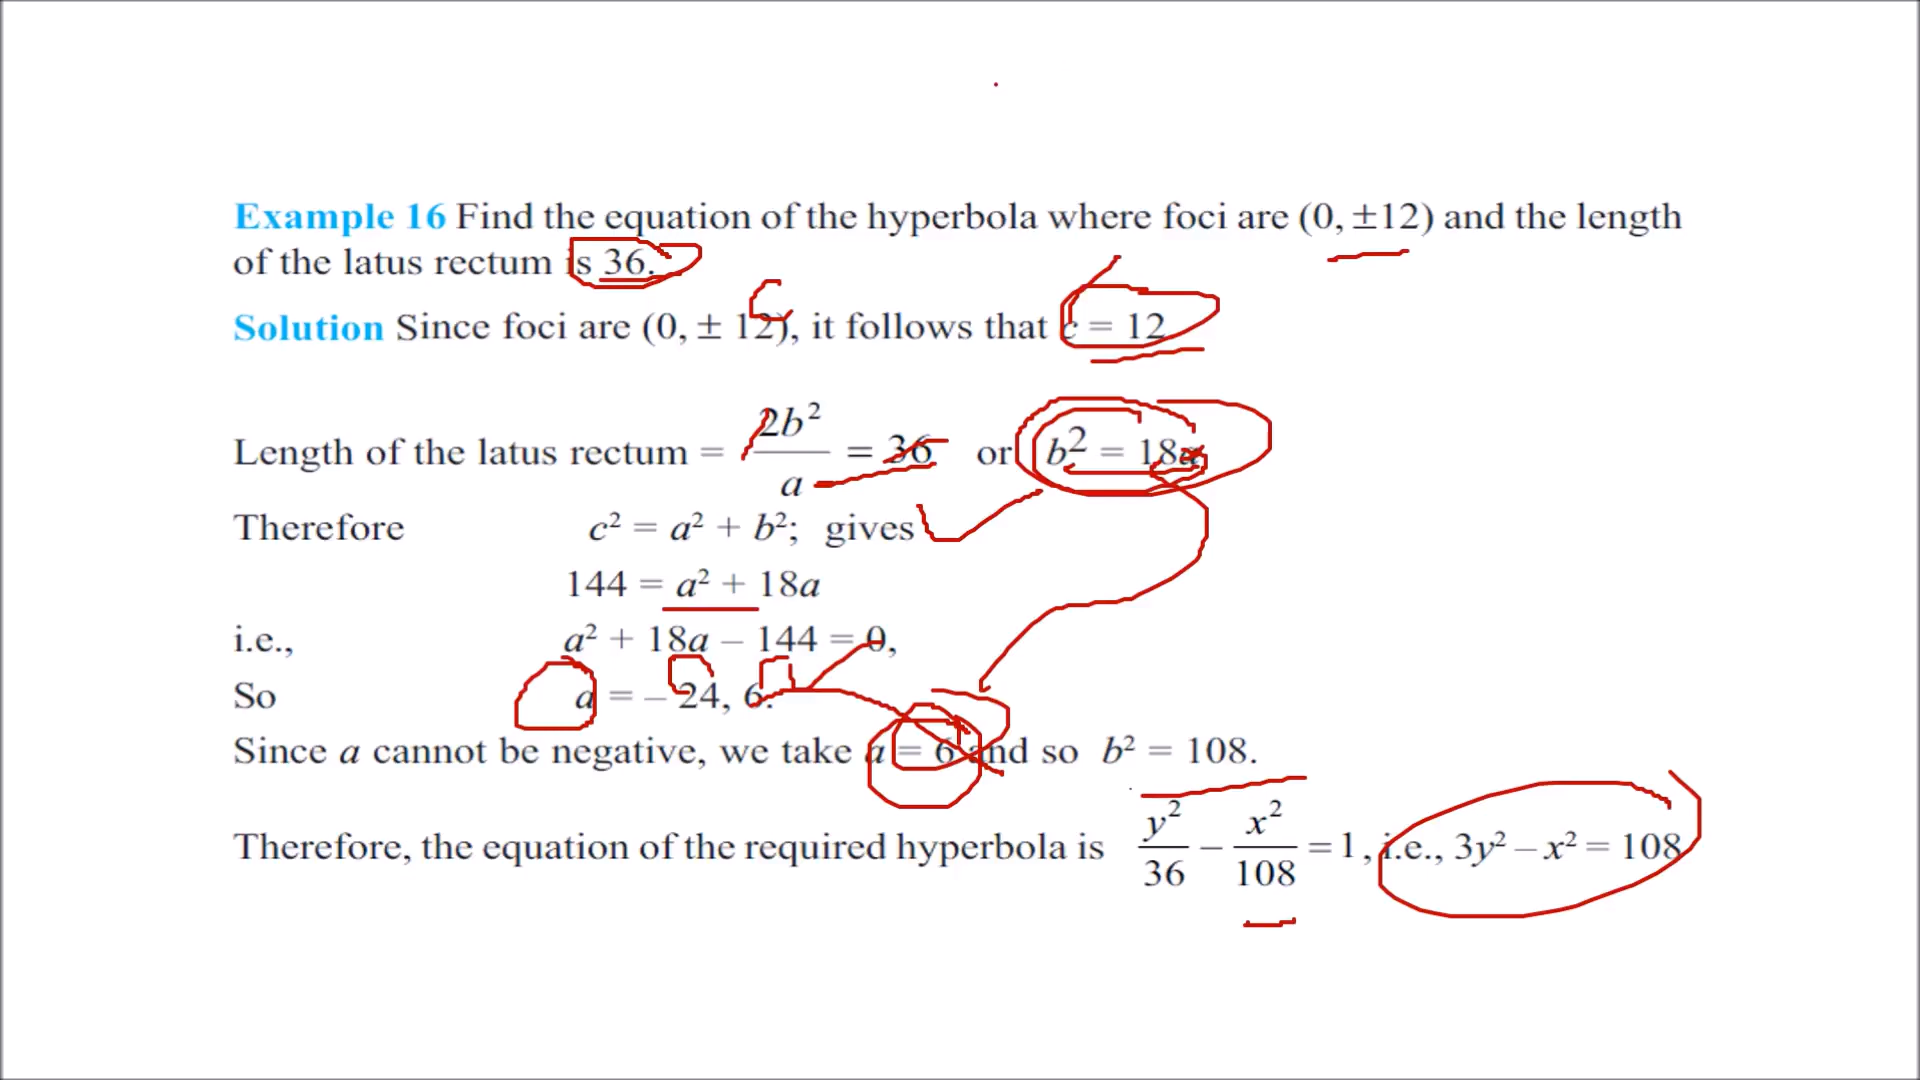 Example 16 Find the equation of the hyperbola where foci are (0, ±12) and the length
of the latus rectum is 36.
Solution Since foci are (0, ± 12), it follows that c = 12
Length of the latus rectum = 2b²/a = 36 or b² = 18a
Therefore c² = a² + b²; gives
144 = a² + 18a
i.e., a² + 18a – 144 = 0,
So a = – 24, 6.
Since a cannot be negative, we take a = 6 and so b² = 108.
Therefore, the equation of the required hyperbola is y²/36 – x²/108 = 1, i.e., 3y² – x² = 108